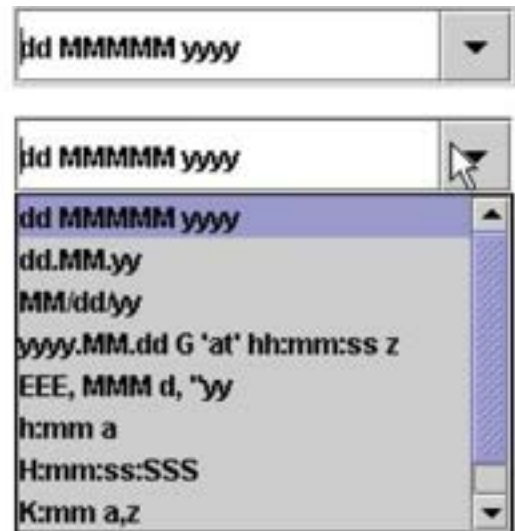 dd MMMMM yyyy
dd MMMMM yyyy
dd MMMMM yyyy
dd.MM.yy
MM/dd/yy
yyyy.MM.dd G 'at' hh:mm:ss z
EEE, MMM d, ''yy
h:mm a
H:mm:ss:SSS
K:mm a,z